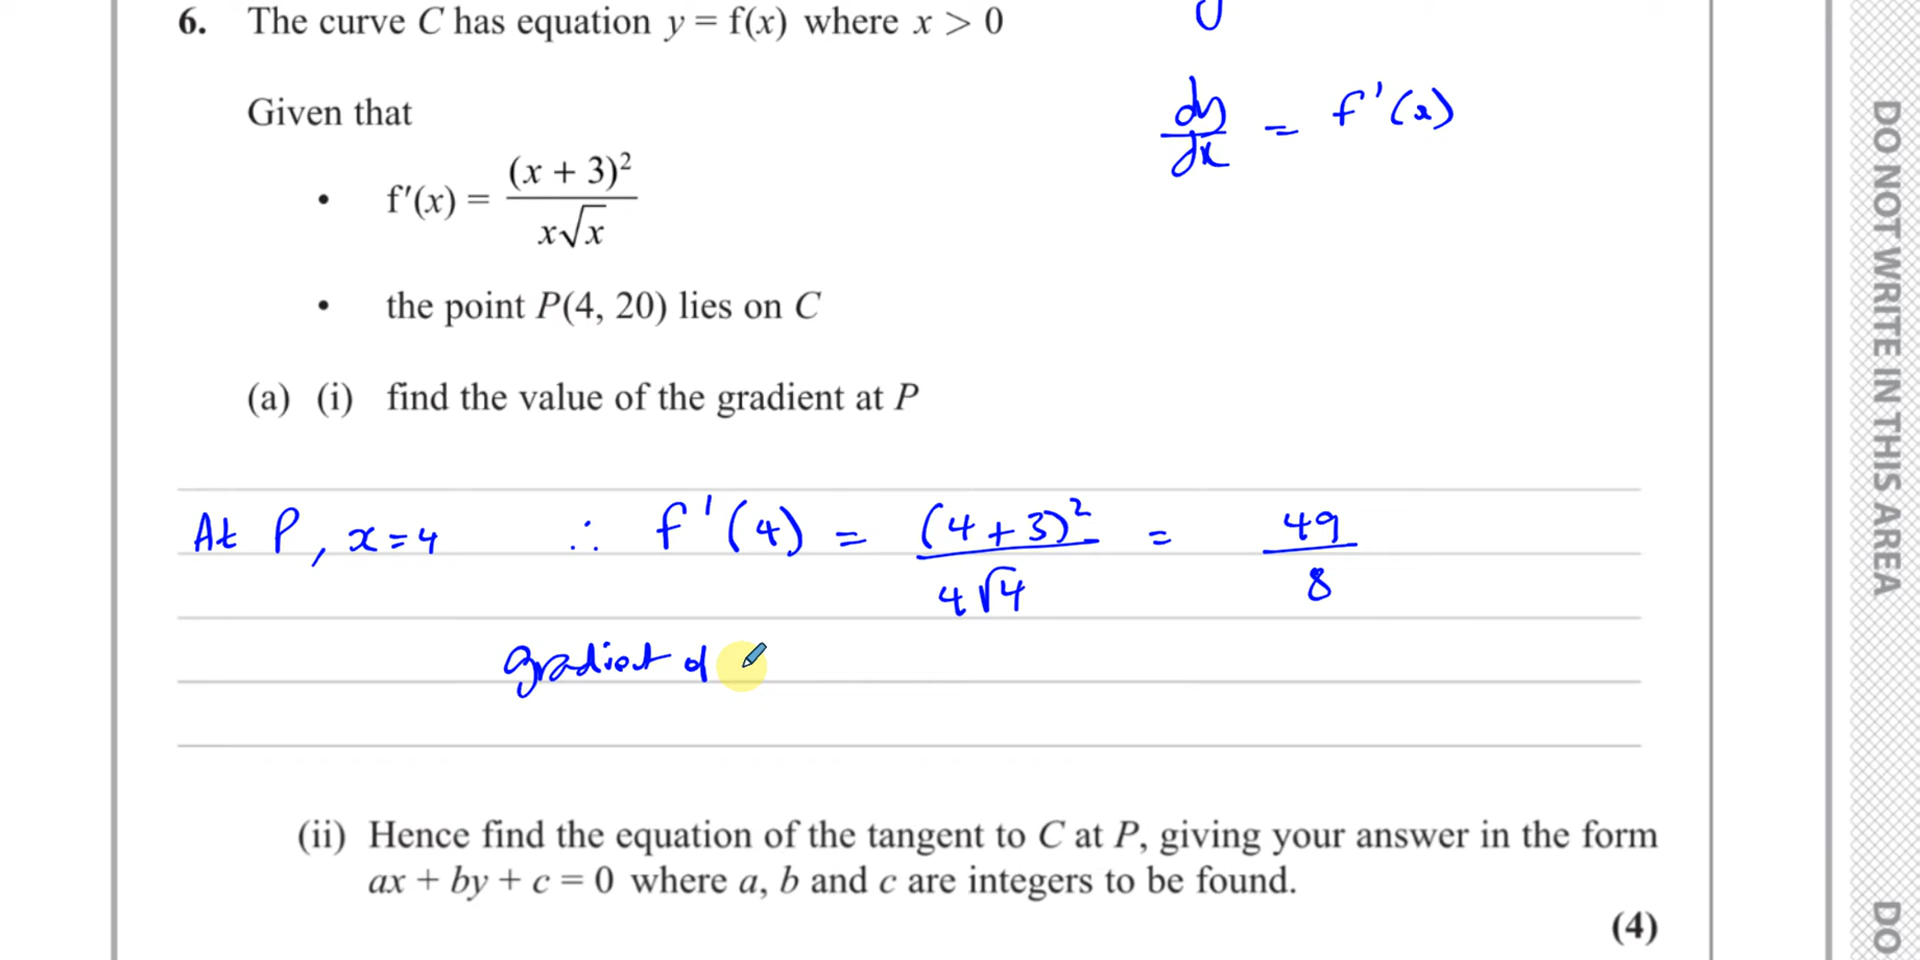 6. The curve C has equation y = f(x) where x > 0
dy/dx = f'(x)
Given that
• f′(x) = (x + 3)²/(x√x)
• the point P(4, 20) lies on C
(a) (i) find the value of the gradient at P
At P, x=4 ∴ f'(4) = (4+3)²/(4√4) = 49/8
gradient of
(ii) Hence find the equation of the tangent to C at P, giving your answer in the form
ax + by + c = 0 where a, b and c are integers to be found.
(4)
DO NOT WRITE IN THIS AREA
DO